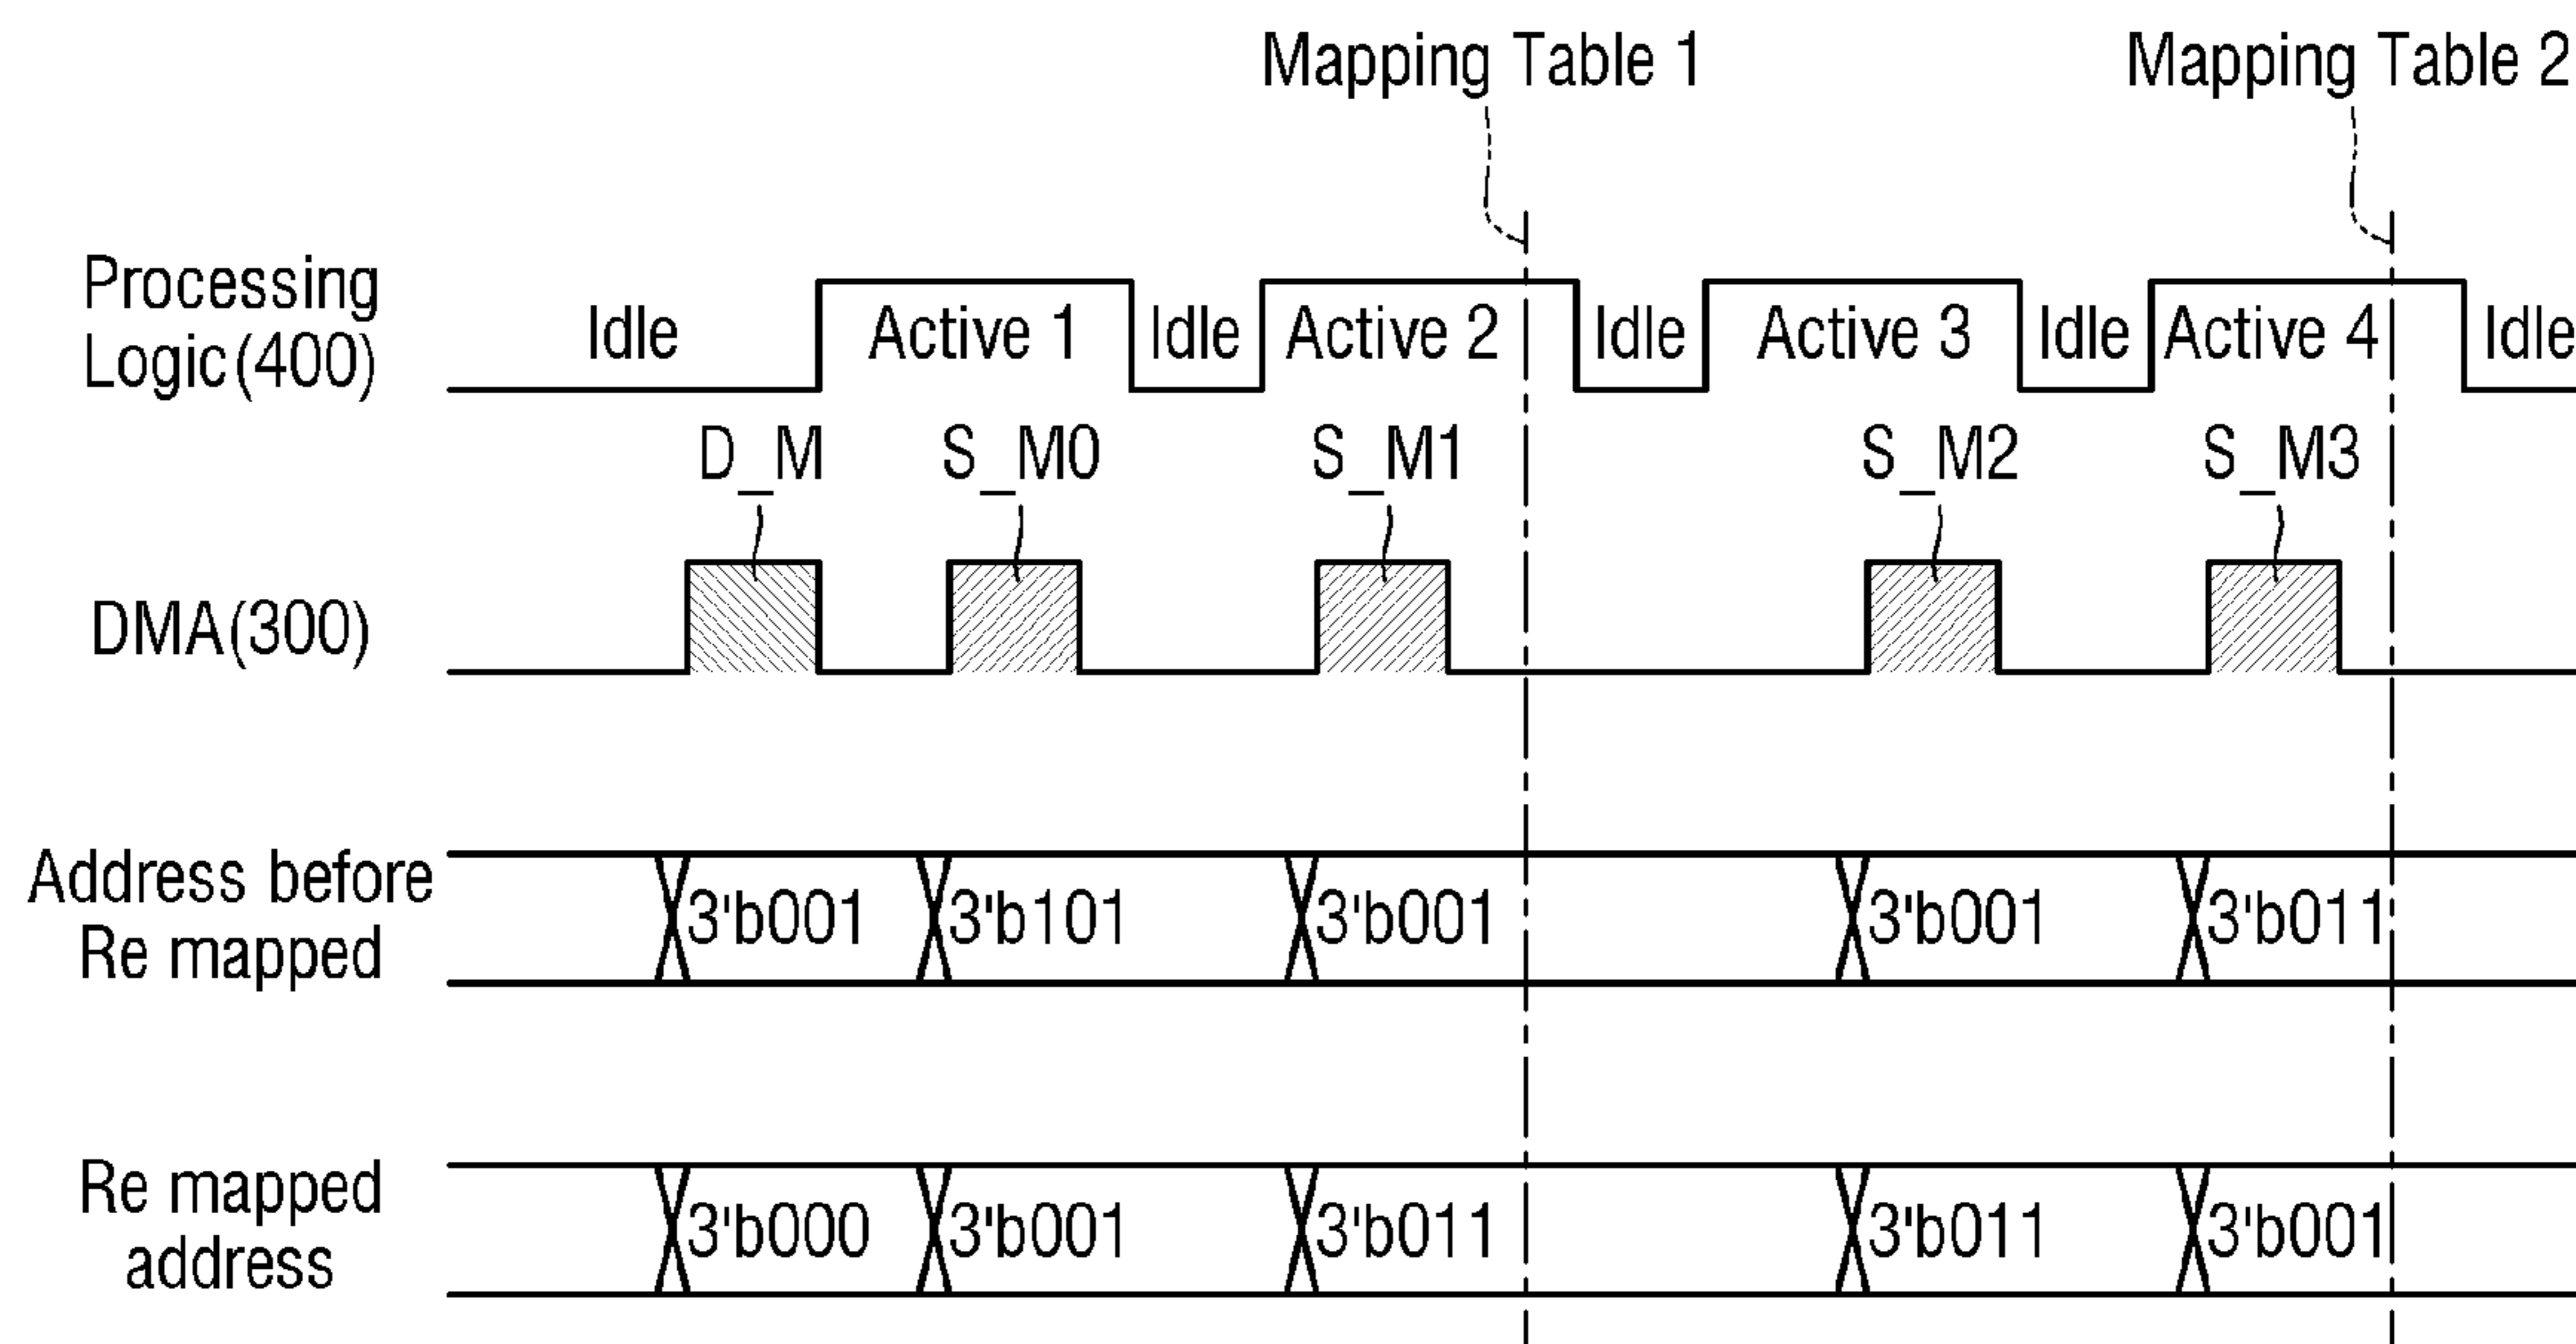 Mapping Table 1
Mapping Table 2
Processing
Logic(400)
Idle
Active 1
Idle
Active 2
Idle
Active 3
Idle
Active 4
Idle
D_M
S_M0
S_M1
S_M2
S_M3
DMA(300)
Address before
Re mapped
3'b001
3'b101
3'b001
3'b001
3'b011
Re mapped
address
3'b000
3'b001
3'b011
3'b011
3'b001